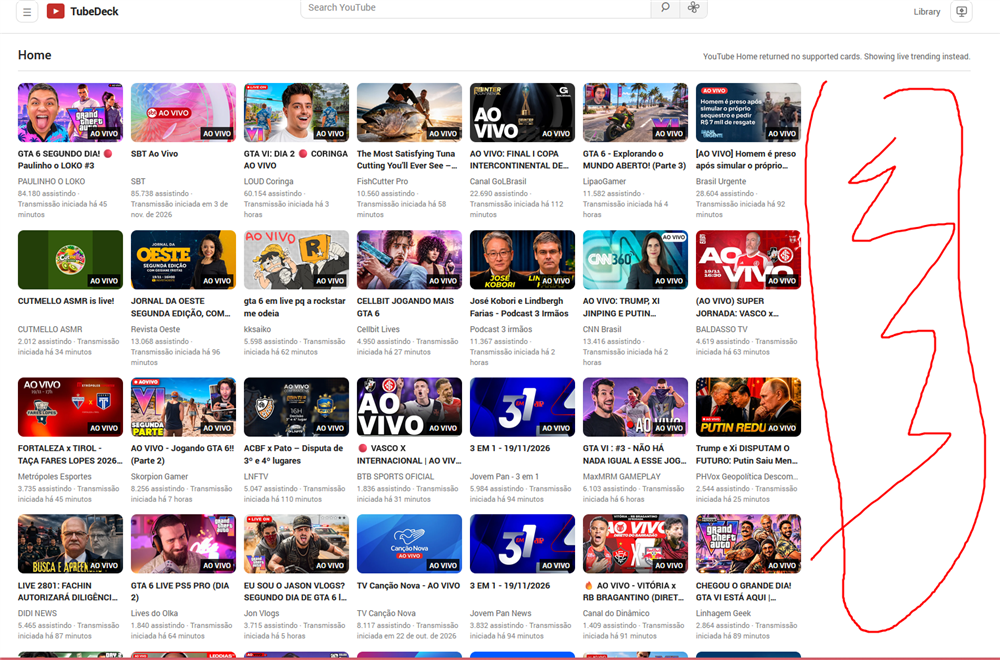 TubeDeck
Search YouTube
Library
Home
YouTube Home returned no supported cards. Showing live trending instead.
AO VIVO
AO VIVO
AO VIVO
AO VIVO
AO VIVO
AO VIVO
AO VIVO
GTA 6 SEGUNDO DIA! 🔴
Paulinho o LOKO #3
PAULINHO O LOKO
84.180 assistindo ·
Transmissão iniciada há 45
minutos
SBT Ao Vivo
SBT
85.738 assistindo ·
Transmissão iniciada em 3 de
nov. de 2026
GTA VI: DIA 2 🔴 CORINGA
AO VIVO
LOUD Coringa
60.154 assistindo ·
Transmissão iniciada há 3
horas
The Most Satisfying Tuna
Cutting You'll Ever See – ...
FishCutter Pro
10.560 assistindo ·
Transmissão iniciada há 58
minutos
AO VIVO: FINAL I COPA
INTERCONTINENTAL DE...
Canal GoLBrasil
22.690 assistindo ·
Transmissão iniciada há 112
minutos
GTA 6 - Explorando o
MUNDO ABERTO! (Parte 3)
LipaoGamer
11.582 assistindo ·
Transmissão iniciada há 4
horas
[AO VIVO] Homem é preso
após simular o próprio...
Brasil Urgente
28.604 assistindo ·
Transmissão iniciada há 92
minutos
CUTMELLO ASMR is live!
CUTMELLO ASMR
2.012 assistindo · Transmissão
iniciada há 34 minutos
JORNAL DA OESTE
SEGUNDA EDIÇÃO, COM...
Revista Oeste
13.068 assistindo ·
Transmissão iniciada há 96
minutos
gta 6 em live pq a rockstar
me odeia
kksaiko
5.598 assistindo · Transmissão
iniciada há 62 minutos
CELLBIT JOGANDO MAIS
GTA 6
Cellbit Lives
4.950 assistindo · Transmissão
iniciada há 27 minutos
José Kobori e Lindbergh
Farias - Podcast 3 Irmãos
Podcast 3 irmãos
11.367 assistindo ·
Transmissão iniciada há 2
horas
AO VIVO: TRUMP, XI
JINPING E PUTIN...
CNN Brasil
13.416 assistindo ·
Transmissão iniciada há 2
horas
(AO VIVO) SUPER
JORNADA: VASCO x...
BALDASSO TV
4.619 assistindo · Transmissão
iniciada há 63 minutos
FORTALEZA x TIROL -
TAÇA FARES LOPES 2026...
Metrópoles Esportes
3.735 assistindo · Transmissão
iniciada há 45 minutos
AO VIVO - Jogando GTA 6!!
(Parte 2)
Skorpion Gamer
8.256 assistindo · Transmissão
iniciada há 7 horas
ACBF x Pato – Disputa de
3º e 4º lugares
LNFTV
5.047 assistindo · Transmissão
iniciada há 110 minutos
🔴 VASCO X
INTERNACIONAL | AO VIV...
BTB SPORTS OFICIAL
1.836 assistindo · Transmissão
iniciada há 31 minutos
3 EM 1 - 19/11/2026
Jovem Pan - 3 em 1
5.984 assistindo · Transmissão
iniciada há 94 minutos
GTA VI : #3 - NÃO HÁ
NADA IGUAL A ESSE JOG...
MaxMRM GAMEPLAY
6.103 assistindo · Transmissão
iniciada há 6 horas
Trump e Xi DISPUTAM O
FUTURO: Putin Saiu Men...
PHVox Geopolítica Descom...
2.544 assistindo · Transmissão
iniciada há 25 minutos
LIVE 2801: FACHIN
AUTORIZARÁ DILIGÊNCI...
DIDI NEWS
5.465 assistindo · Transmissão
iniciada há 87 minutos
GTA 6 LIVE PS5 PRO (DIA
2)
Lives do Olka
1.840 assistindo · Transmissão
iniciada há 64 minutos
EU SOU O JASON VLOGS?
SEGUNDO DIA DE GTA 6 l...
Jon Vlogs
3.715 assistindo · Transmissão
iniciada há 5 horas
TV Canção Nova - AO VIVO
TV Canção Nova
8.117 assistindo · Transmissão
iniciada em 22 de out. de 2026
3 EM 1 - 19/11/2026
Jovem Pan News
3.832 assistindo · Transmissão
iniciada há 94 minutos
🔥 AO VIVO - VITÓRIA x
RB BRAGANTINO (DIRET...
Canal do Dinâmico
1.409 assistindo · Transmissão
iniciada há 91 minutos
CHEGOU O GRANDE DIA!
GTA VI ESTÁ AQUI |...
Linhagem Geek
2.864 assistindo · Transmissão
iniciada há 89 minutos